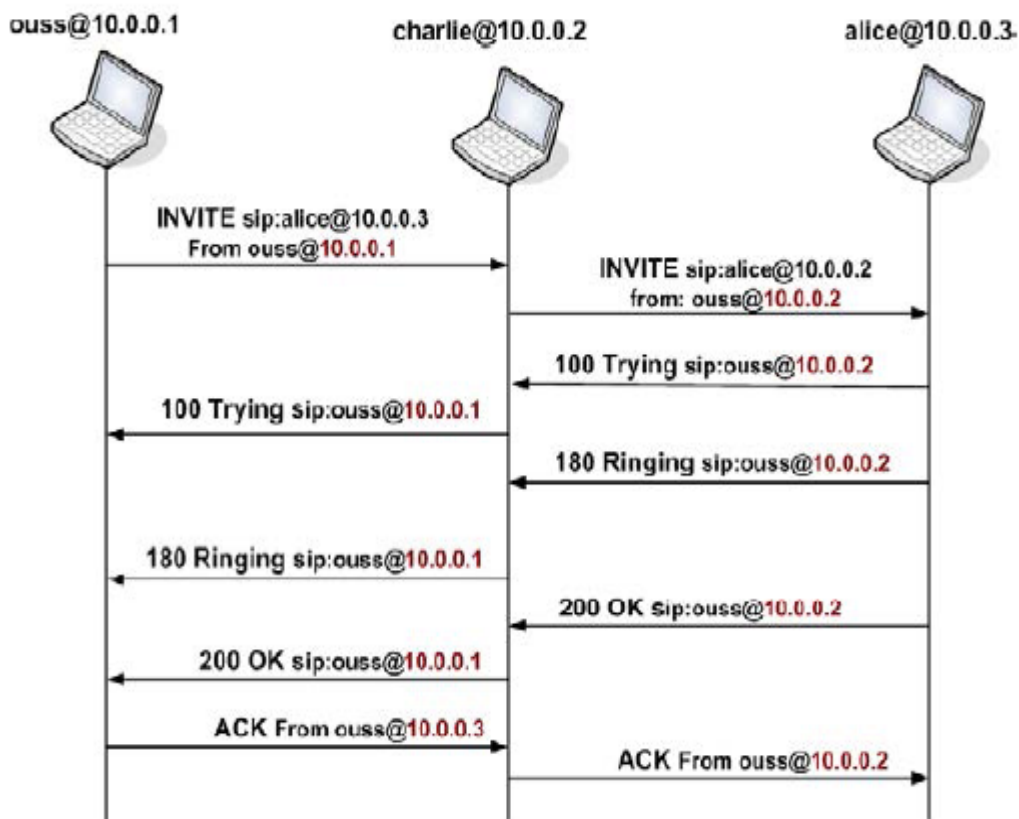 ouss@10.0.0.1
charlie@10.0.0.2
alice@10.0.0.3-
INVITE sip:alice@10.0.0.3
From ouss@10.0.0.1
INVITE sip:alice@10.0.0.2
from: ouss@10.0.0.2
100 Trying sip:ouss@10.0.0.2
100 Trying sip:ouss@10.0.0.1
180 Ringing sip:ouss@10.0.0.2
180 Ringing sip:ouss@10.0.0.1
200 OK sip:ouss@10.0.0.2
200 OK sip:ouss@10.0.0.1
ACK From ouss@10.0.0.3
ACK From ouss@10.0.0.2